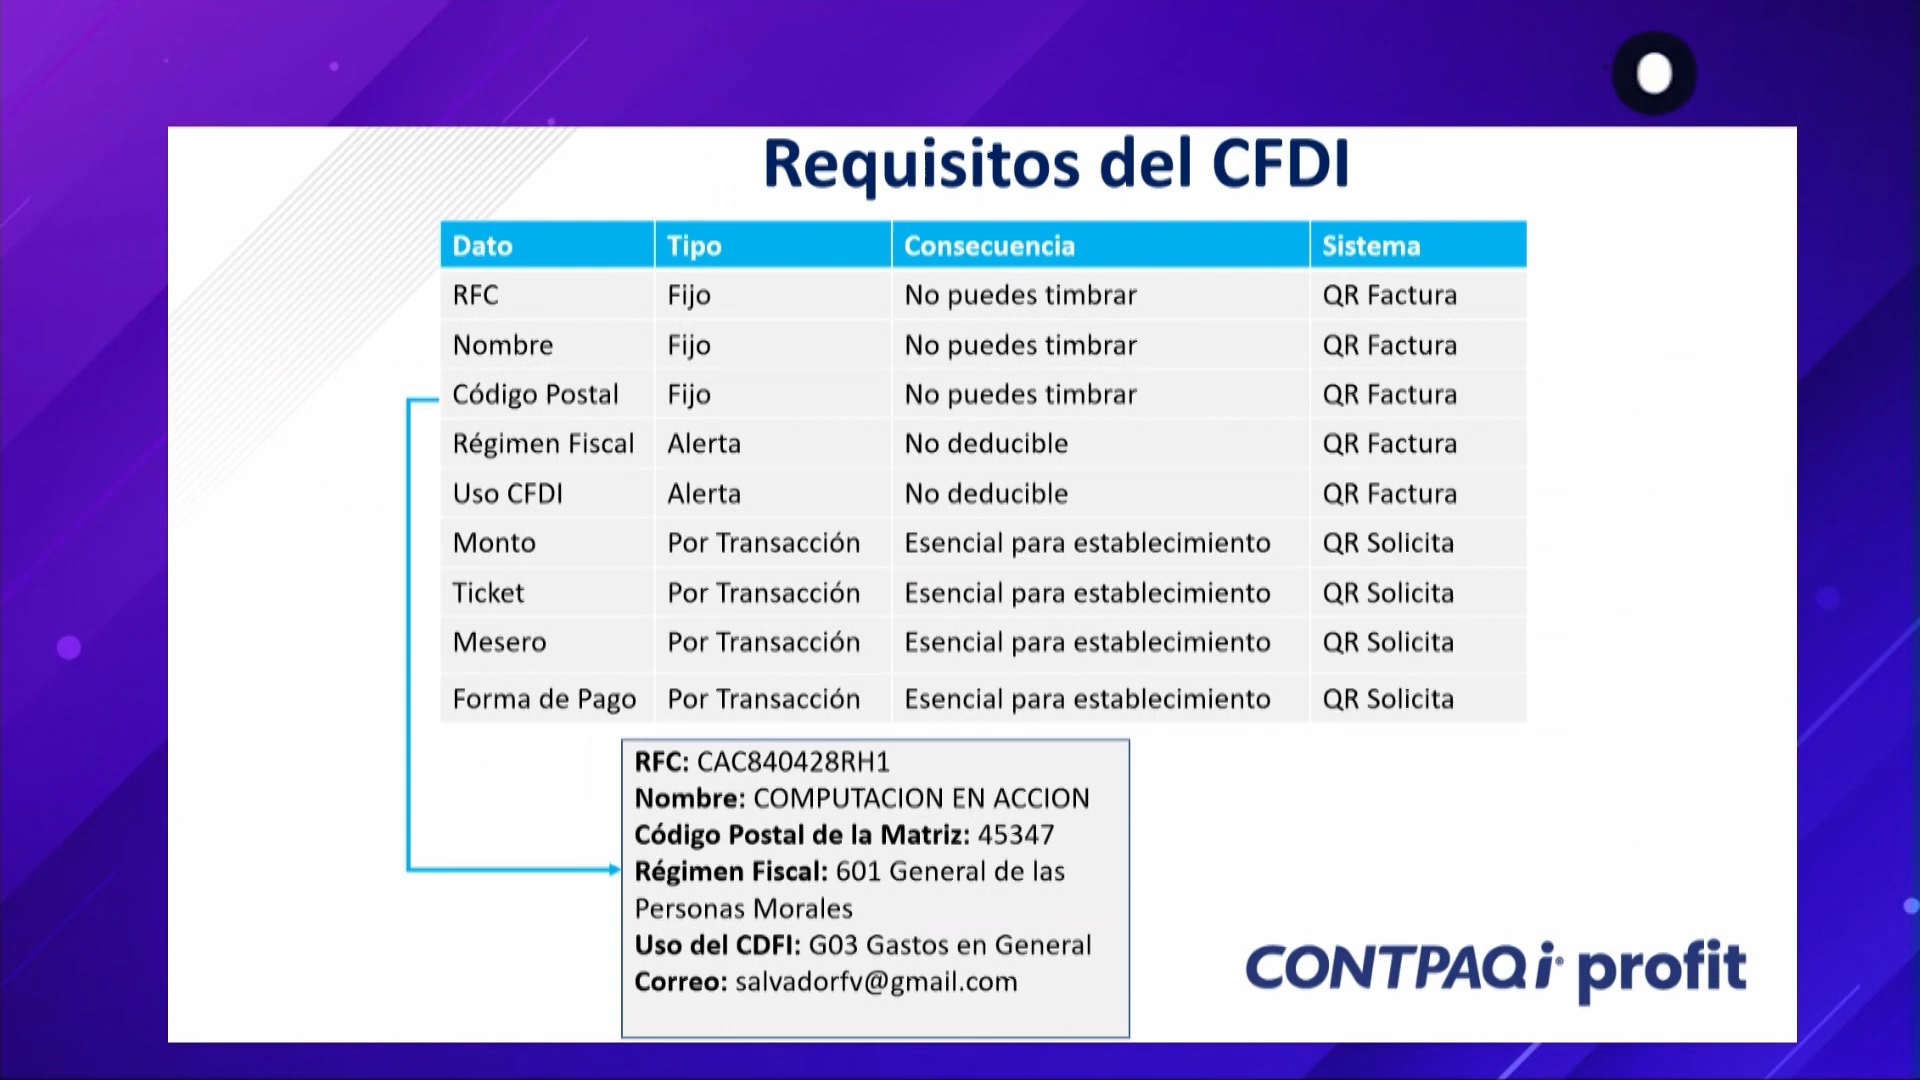 Requisitos del CFDI
Dato Tipo Consecuencia Sistema
RFC Fijo No puedes timbrar QR Factura
Nombre Fijo No puedes timbrar QR Factura
Código Postal Fijo No puedes timbrar QR Factura
Régimen Fiscal Alerta No deducible QR Factura
Uso CFDI Alerta No deducible QR Factura
Monto Por Transacción Esencial para establecimiento QR Solicita
Ticket Por Transacción Esencial para establecimiento QR Solicita
Mesero Por Transacción Esencial para establecimiento QR Solicita
Forma de Pago Por Transacción Esencial para establecimiento QR Solicita
RFC: CAC840428RH1
Nombre: COMPUTACION EN ACCION
Código Postal de la Matriz: 45347
Régimen Fiscal: 601 General de las
Personas Morales
Uso del CDFI: G03 Gastos en General
Correo: salvadorfv@gmail.com
CONTPAQi® profit